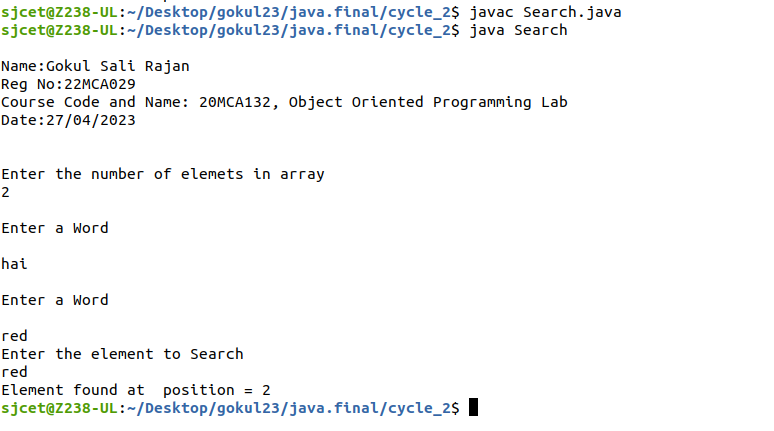 sjcet@Z238-UL:~/Desktop/gokul23/java.final/cycle_2$ javac Search.java
sjcet@Z238-UL:~/Desktop/gokul23/java.final/cycle_2$ java Search
Name:Gokul Sali Rajan
Reg No:22MCA029
Course Code and Name: 20MCA132, Object Oriented Programming Lab
Date:27/04/2023
Enter the number of elemets in array
2
Enter a Word
hai
Enter a Word
red
Enter the element to Search
red
Element found at  position = 2
sjcet@Z238-UL:~/Desktop/gokul23/java.final/cycle_2$